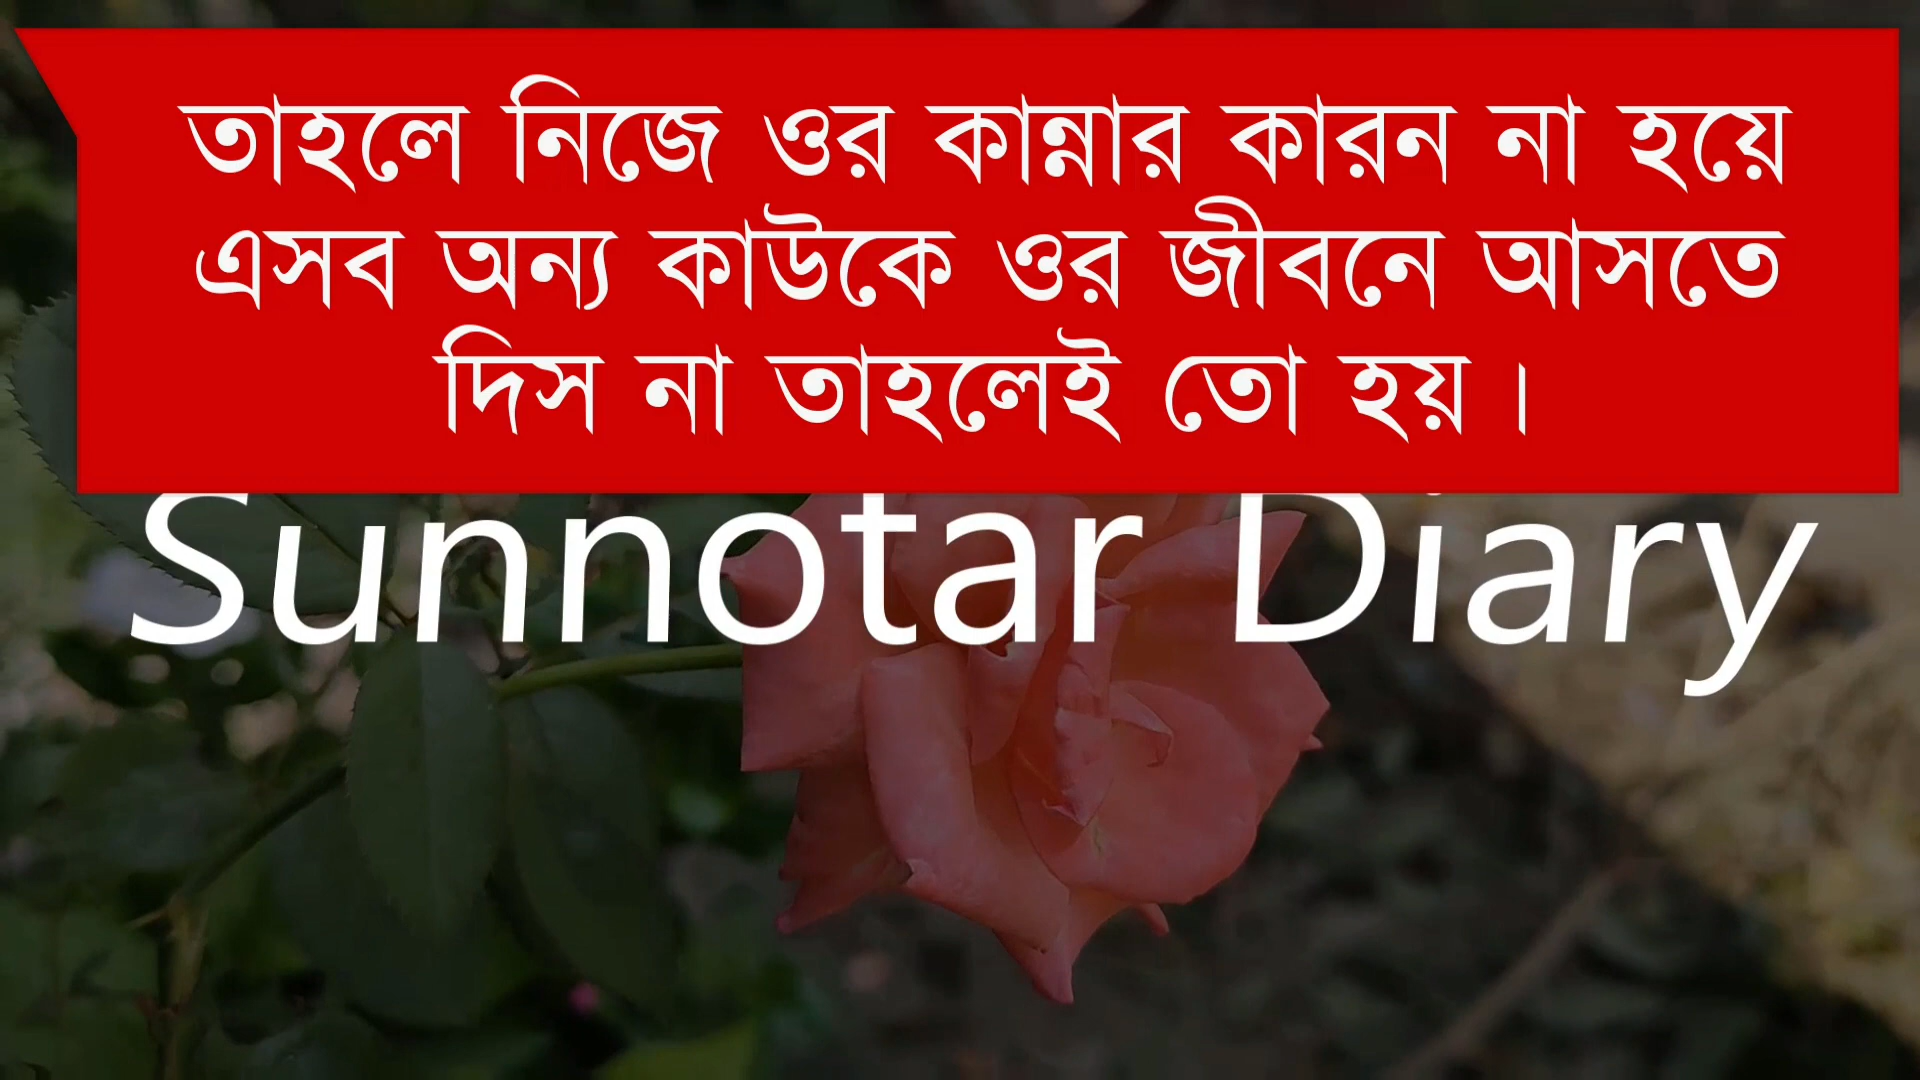 তাহলে নিজে ওর কান্নার কারন না হয়ে
এসব অন্য কাউকে ওর জীবনে আসতে
দিস না তাহলেই তো হয় ।
Sunnotar Diary